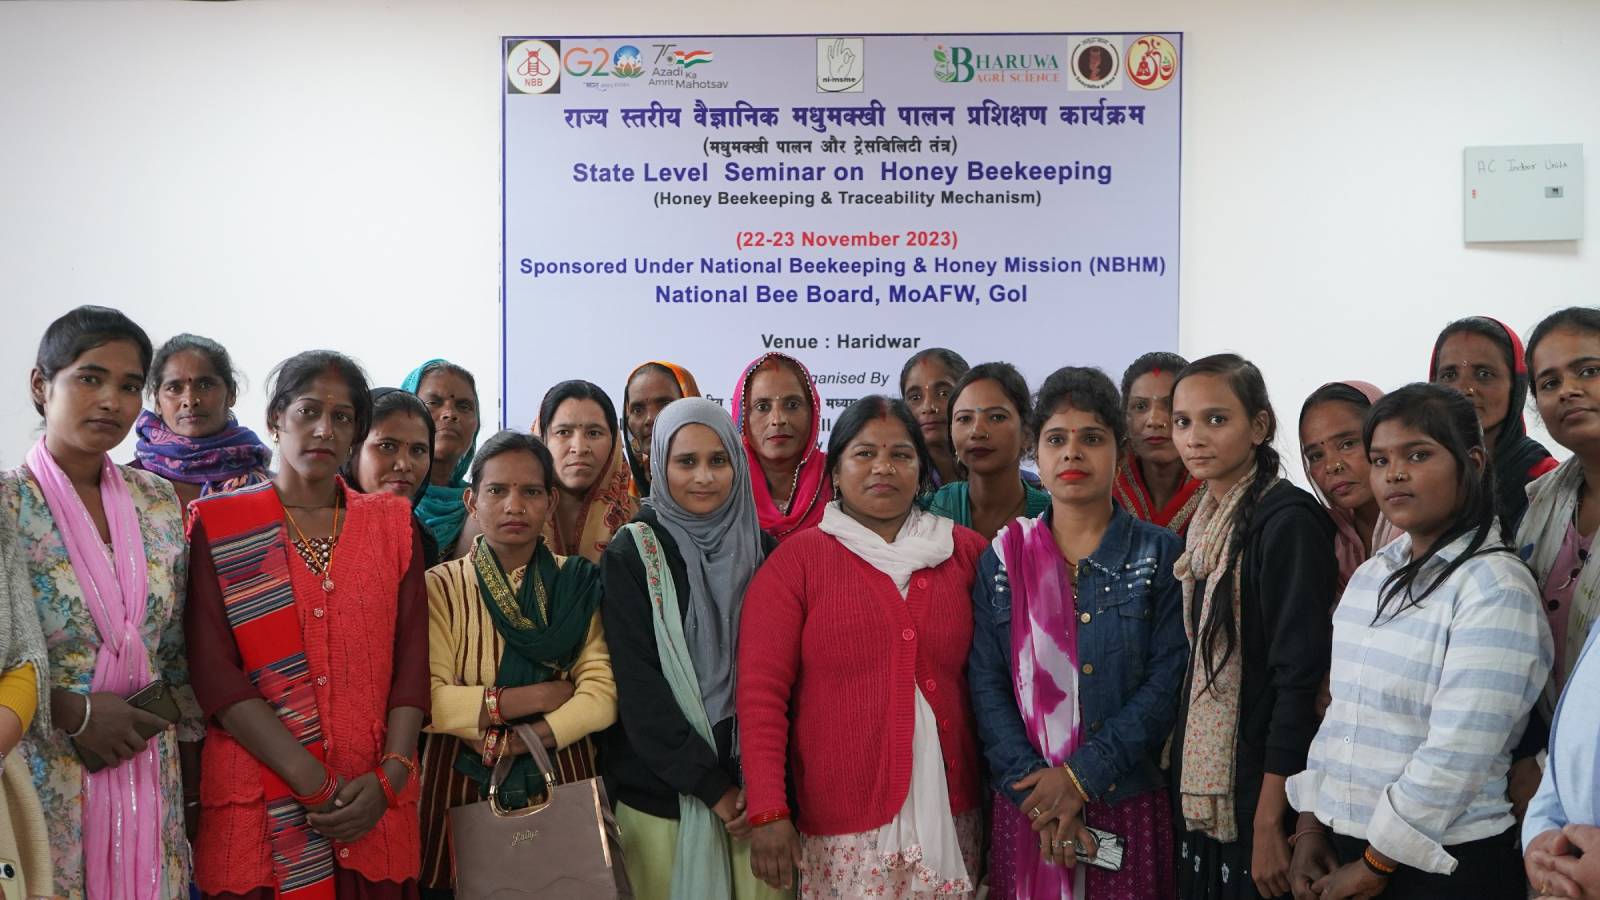 NBB
G20
75
Azadi Ka
Amrit Mahotsav
ni-msme
BHARUWA
AGRI SCIENCE
ॐ
राज्य स्तरीय वैज्ञानिक मधुमक्खी पालन प्रशिक्षण कार्यक्रम
(मधुमक्खी पालन और ट्रेसबिलिटी तंत्र)
State Level Seminar on Honey Beekeeping
(Honey Beekeeping & Traceability Mechanism)
(22-23 November 2023)
Sponsored Under National Beekeeping & Honey Mission (NBHM)
National Bee Board, MoAFW, GoI
Venue : Haridwar
By
AC Indoor Units